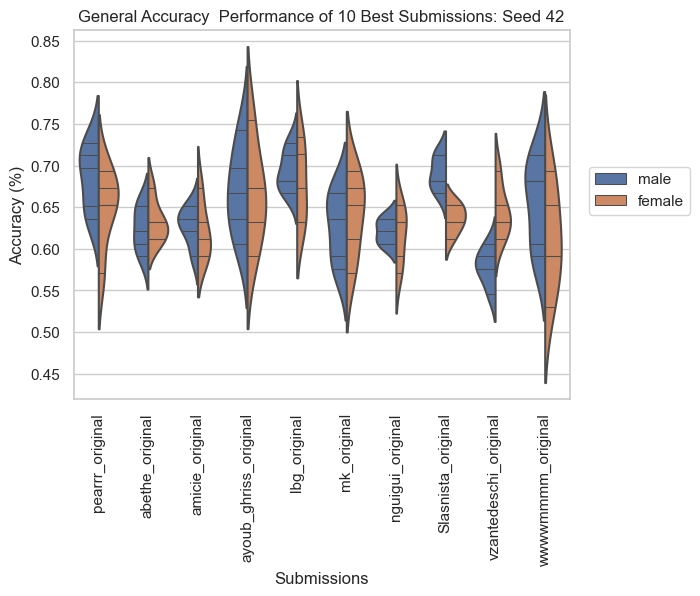 General Accuracy  Performance of 10 Best Submissions: Seed 42
Accuracy (%)
0.85
0.80
0.75
0.70
0.65
0.60
0.55
0.50
0.45
male
female
pearrr_original
abethe_original
amicie_original
ayoub_ghriss_original
lbg_original
mk_original
nguigui_original
Slasnista_original
vzantedeschi_original
wwwwmmmm_original
Submissions